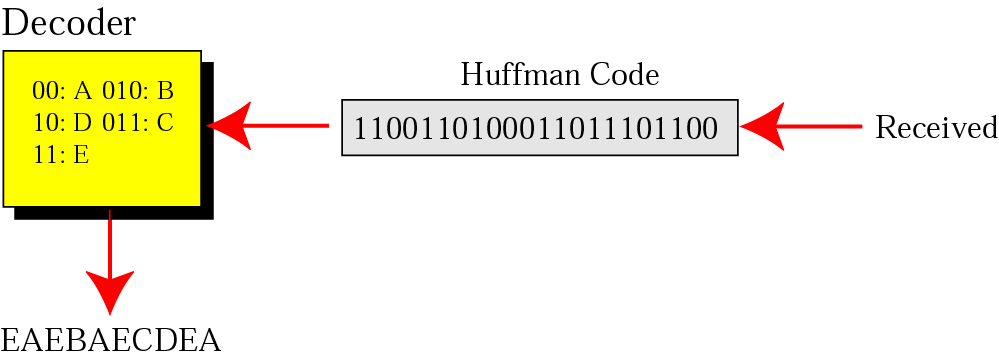 Decoder
00: A 010: B
10: D 011: C
11: E
Huffman Code
1100110100011011101100
Received
EAEBAECDEA